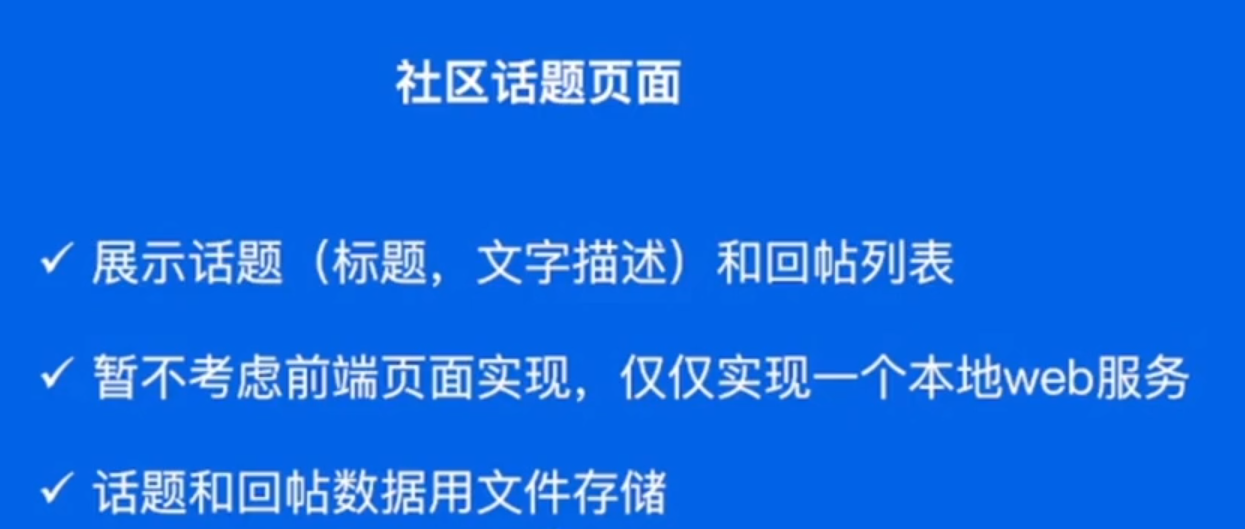 社区话题页面
✓ 展示话题（标题，文字描述）和回帖列表
✓ 暂不考虑前端页面实现，仅仅实现一个本地web服务
✓ 话题和回帖数据用文件存储